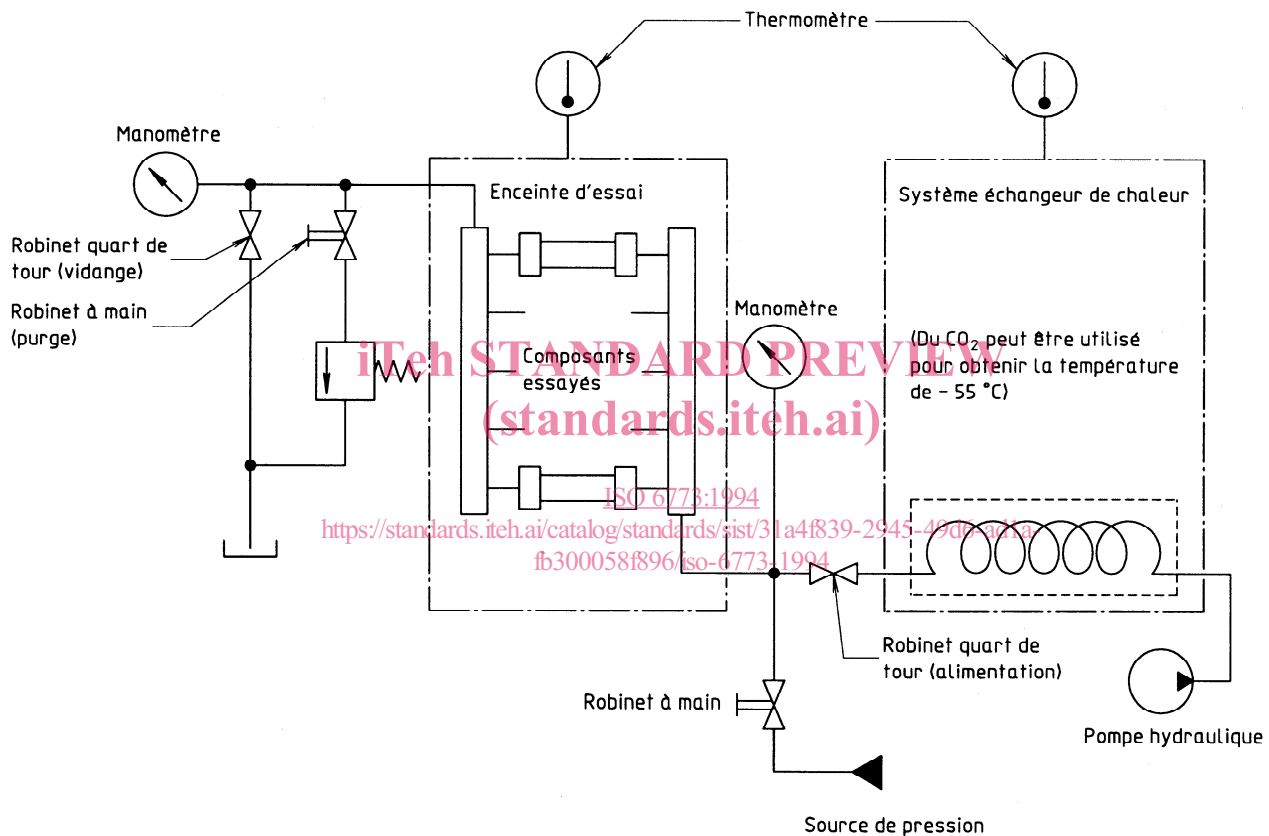 Thermomètre
Manomètre
Enceinte d'essai
Système échangeur de chaleur
Robinet quart de
tour (vidange)
Robinet à main
(purge)
Manomètre
(Du CO₂ peut être utilisé
pour obtenir la température
de - 55 °C)
Composants
essayés
iTeh STANDARD PREVIEW
(standards.iteh.ai)
ISO 6773:1994
https://standards.iteh.ai/catalog/standards/sist/31a4f839-2945-49d6-ad1a-
fb300058f896/iso-6773-1994
Robinet quart de
tour (alimentation)
Robinet à main
Pompe hydraulique
Source de pression